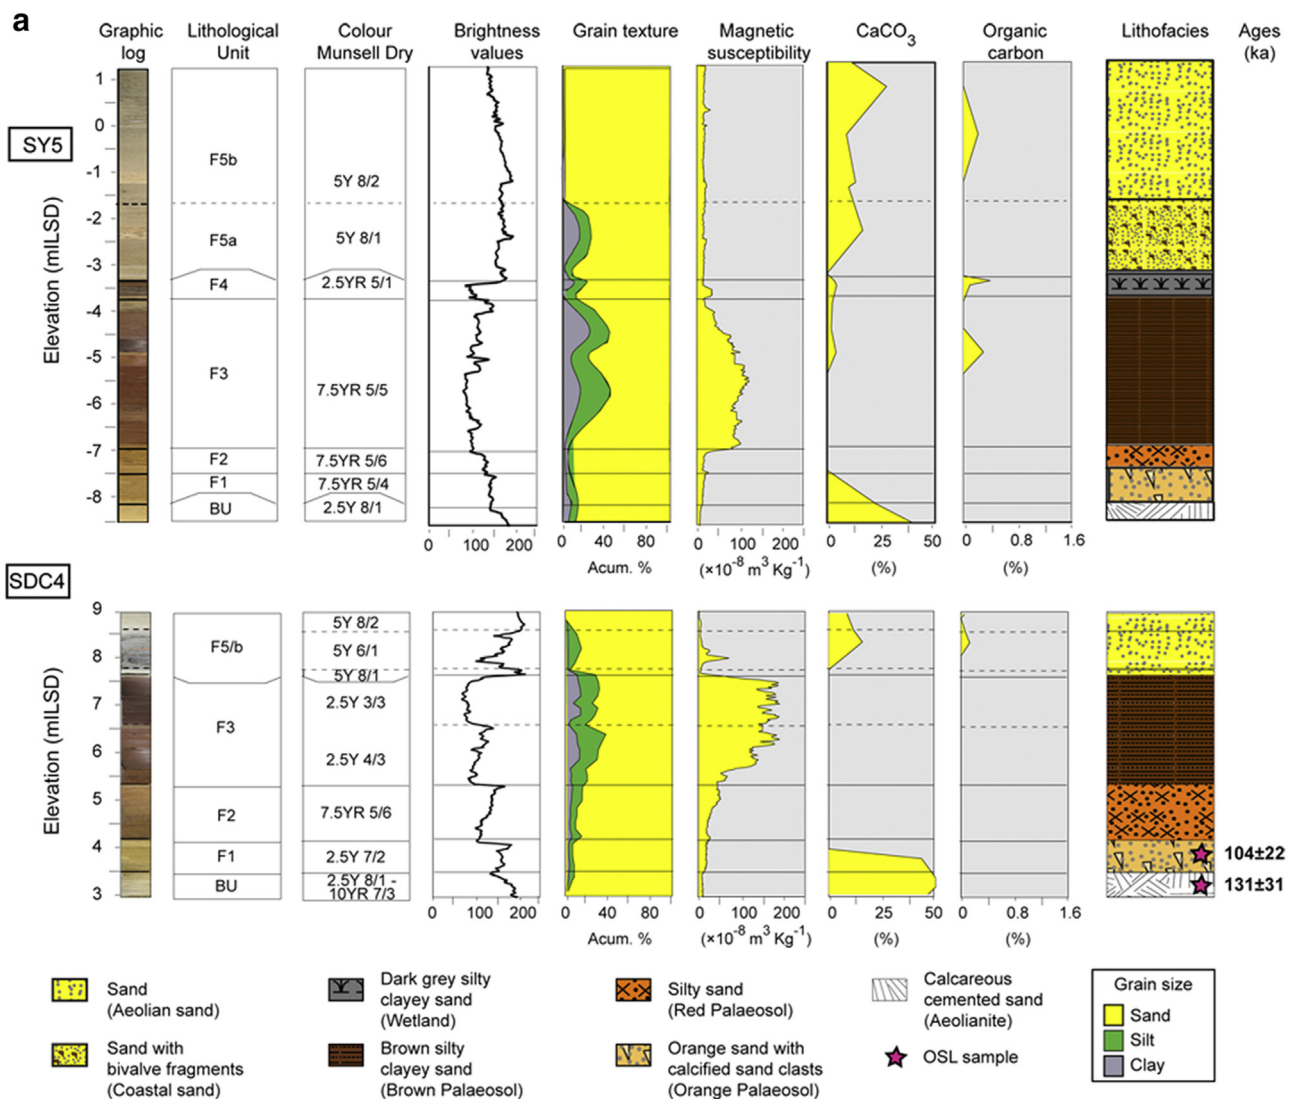 a
Graphic log
Lithological Unit
Colour Munsell Dry
Brightness values
Grain texture
Magnetic susceptibility
CaCO3
Organic carbon
Lithofacies
Ages (ka)
SY5
Elevation (mILSD)
1
0
-1
-2
-3
-4
-5
-6
-7
-8
F5b
F5a
F4
F3
F2
F1
BU
5Y 8/2
5Y 8/1
2.5YR 5/1
7.5YR 5/5
7.5YR 5/6
7.5YR 5/4
2.5Y 8/1
0 100 200
0 40 80
Acum. %
0 100 200
(×10-8 m3 Kg-1)
0 25 50
(%)
0 0.8 1.6
(%)
SDC4
Elevation (mILSD)
9
8
7
6
5
4
3
F5/b
F3
F2
F1
BU
5Y 8/2
5Y 6/1
5Y 8/1
2.5Y 3/3
2.5Y 4/3
7.5YR 5/6
2.5Y 7/2
2.5Y 8/1 -
10YR 7/3
104±22
131±31
0 100 200
0 40 80
Acum. %
0 100 200
(×10-8 m3 Kg-1)
0 25 50
(%)
0 0.8 1.6
(%)
Sand
(Aeolian sand)
Sand with
bivalve fragments
(Coastal sand)
Dark grey silty
clayey sand
(Wetland)
Brown silty
clayey sand
(Brown Palaeosol)
Silty sand
(Red Palaeosol)
Orange sand with
calcified sand clasts
(Orange Palaeosol)
Calcareous
cemented sand
(Aeolianite)
OSL sample
Grain size
Sand
Silt
Clay